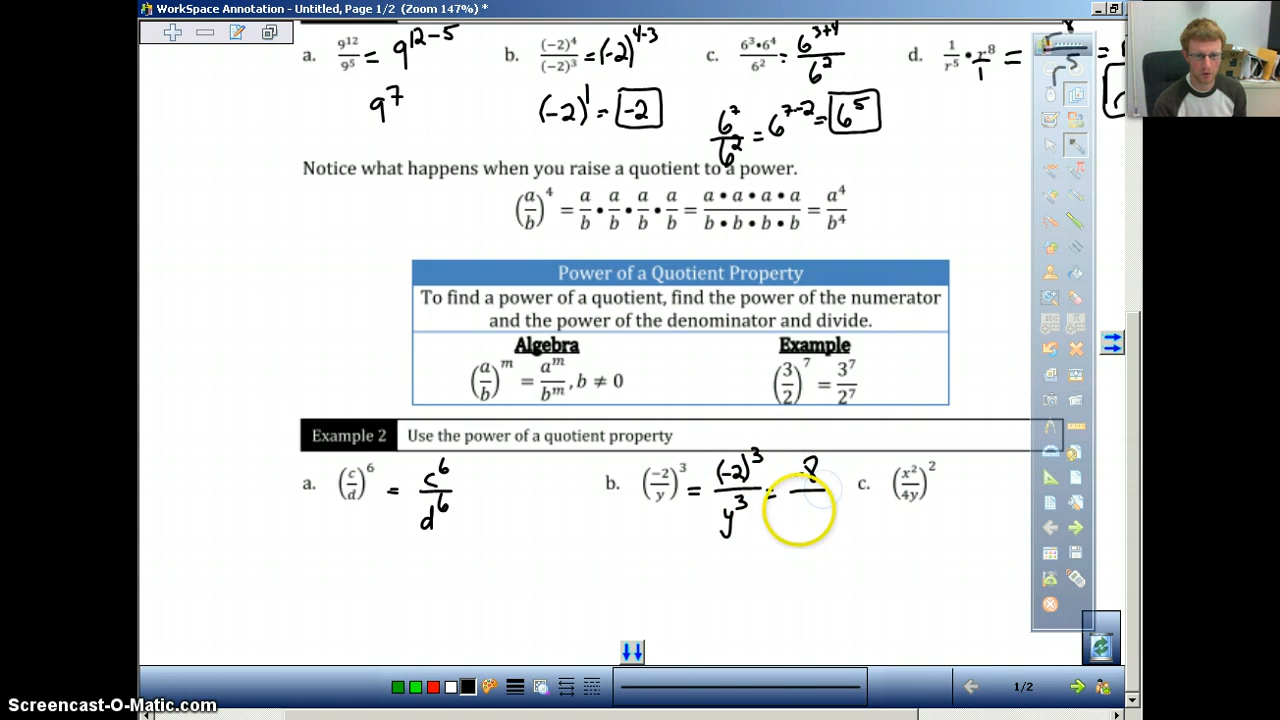 WorkSpace Annotation - Untitled, Page 1/2 (Zoom 147%) *
a. 9^12/9^5 = 9^12-5 b. (-2)^4/(-2)^3 = (-2)^4-3 c. 6^3•6^4/6^2 = 6^3+4/6^2 d. 1/r^5 • r^8/1 =
9^7 (-2)^1 = -2 6^7/6^2 = 6^7-2 = 6^5
Notice what happens when you raise a quotient to a power.
(a/b)^4 = a/b • a/b • a/b • a/b = a • a • a • a/b • b • b • b = a^4/b^4
Power of a Quotient Property
To find a power of a quotient, find the power of the numerator
and the power of the denominator and divide.
Algebra Example
(a/b)^m = a^m/b^m, b ≠ 0 (3/2)^7 = 3^7/2^7
Example 2 Use the power of a quotient property
a. (c/d)^6 = c^6/d^6 b. (-2/y)^3 = (-2)^3/y^3 = -8 c. (x^2/4y)^2
1/2
Screencast-O-Matic.com